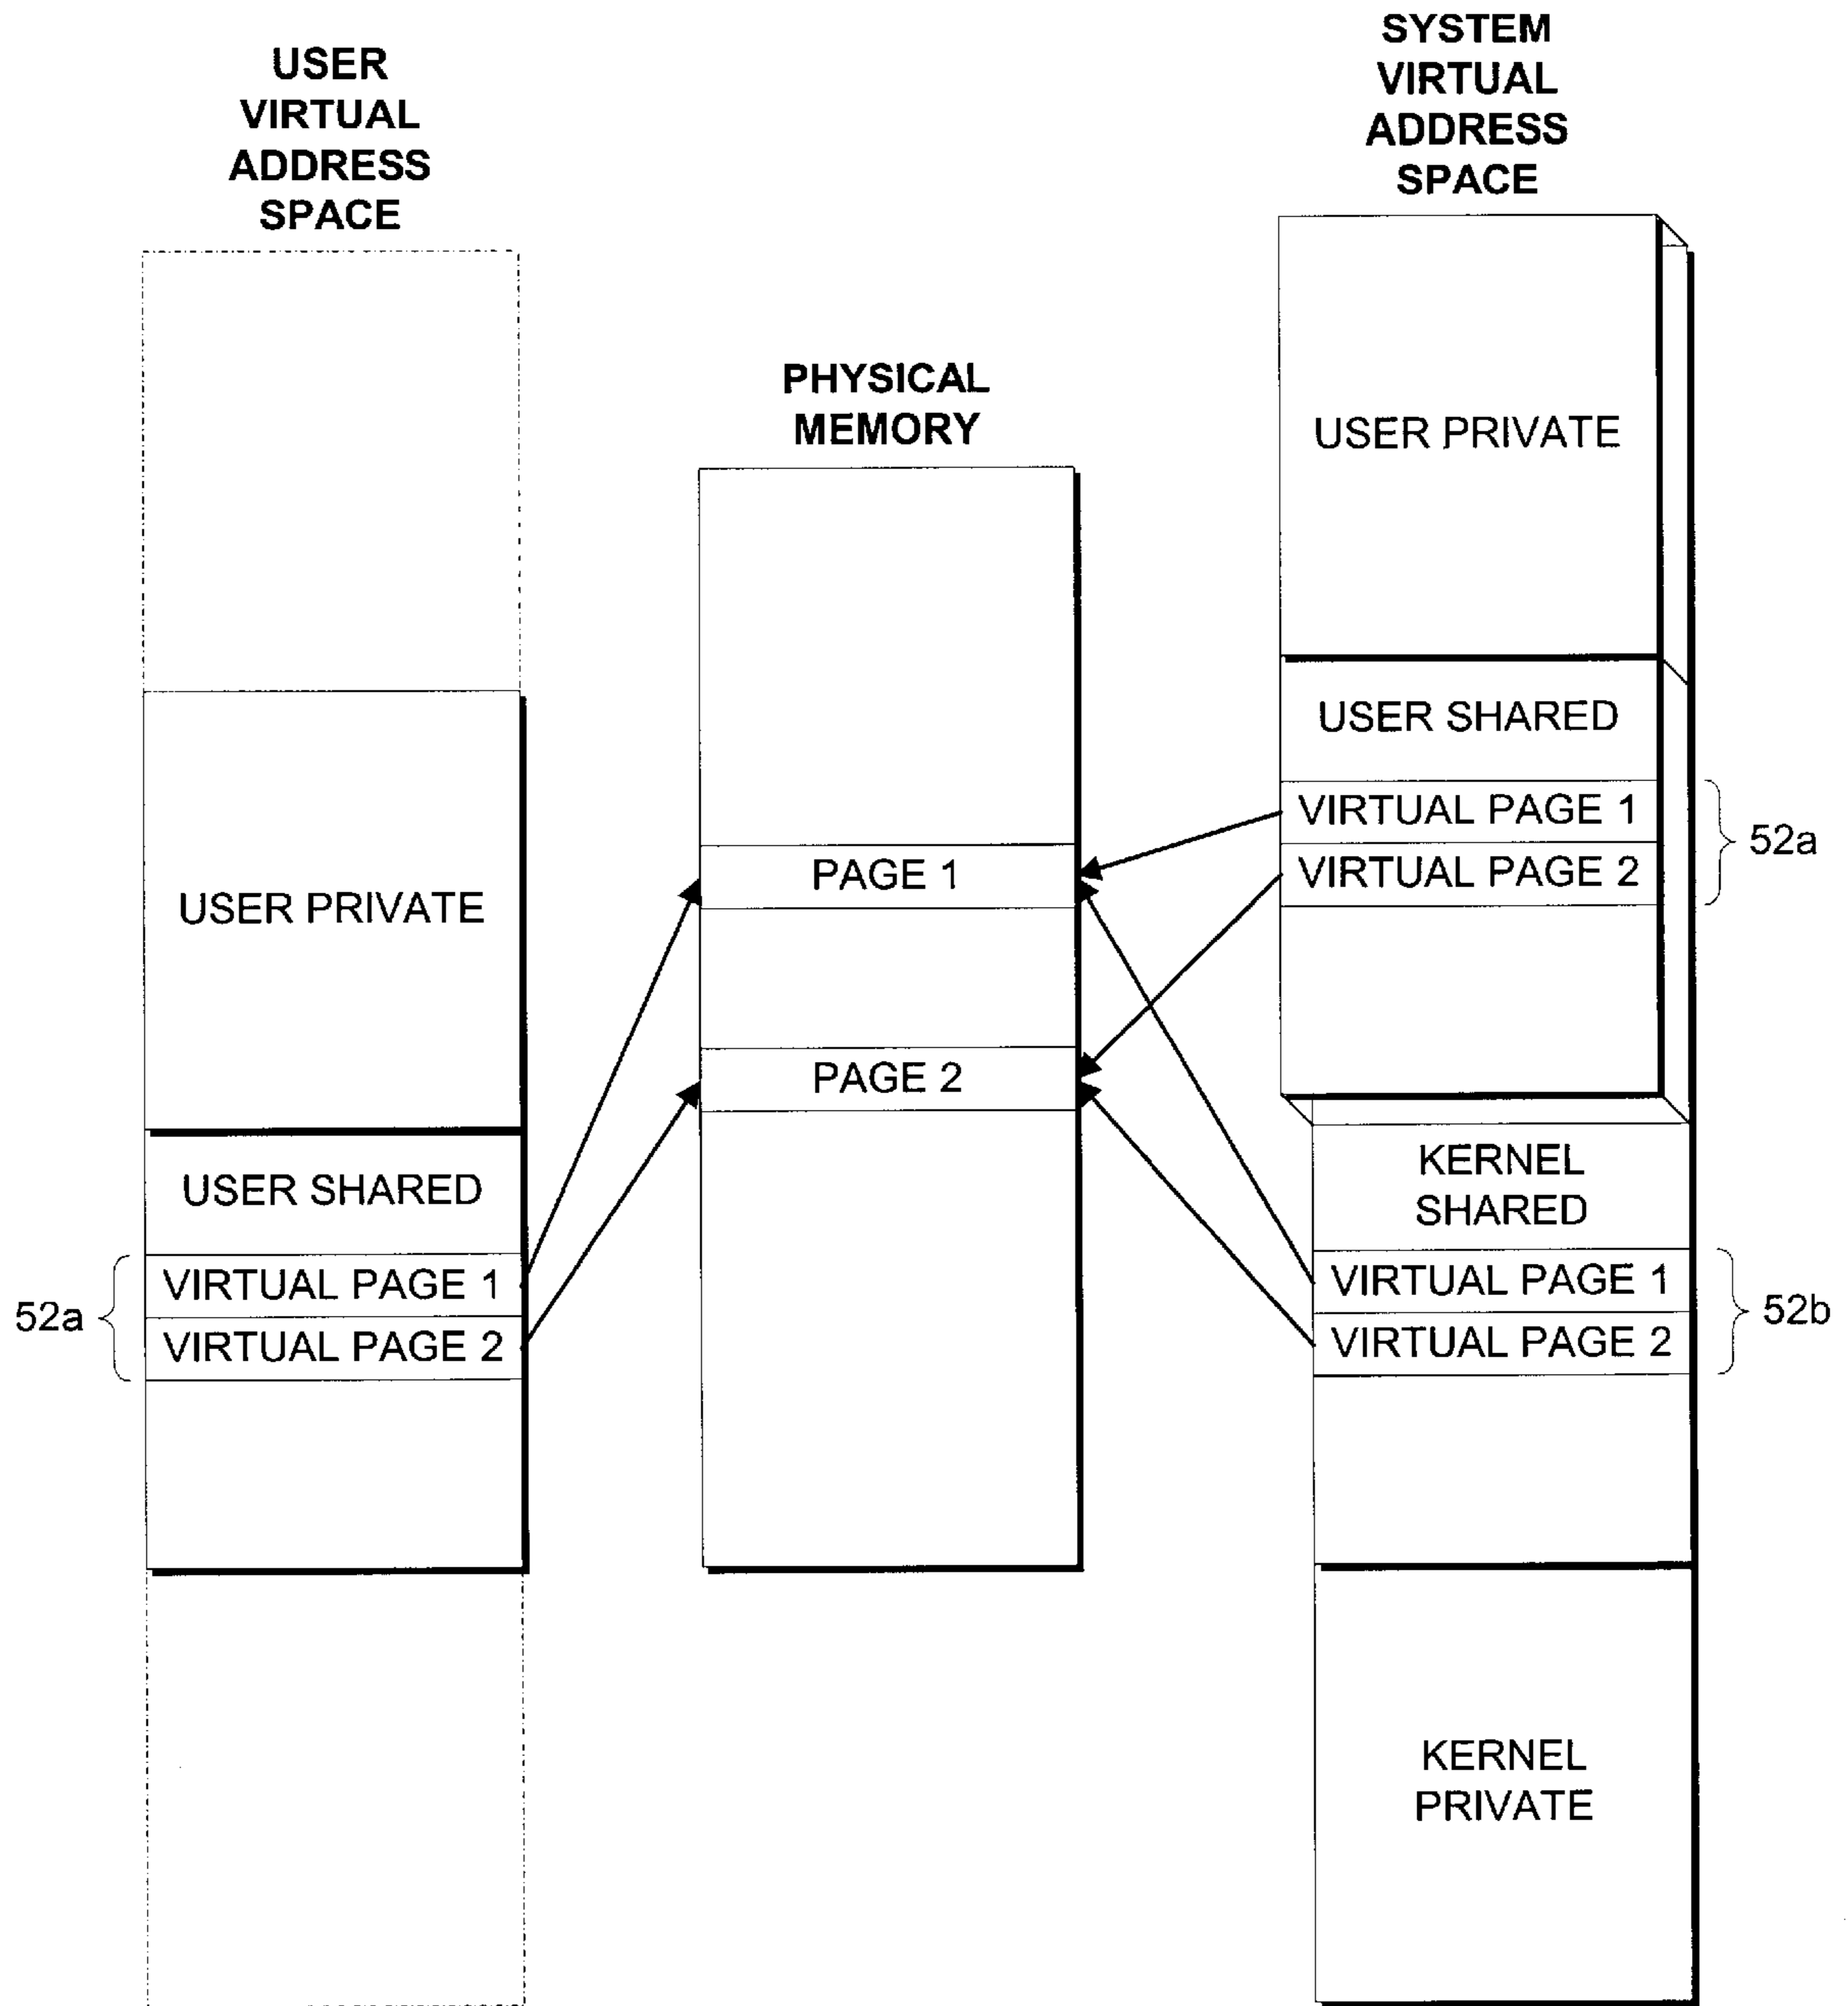 USER
VIRTUAL
ADDRESS
SPACE
USER PRIVATE
USER SHARED
VIRTUAL PAGE 1
VIRTUAL PAGE 2
52a
PHYSICAL
MEMORY
PAGE 1
PAGE 2
SYSTEM
VIRTUAL
ADDRESS
SPACE
USER PRIVATE
USER SHARED
VIRTUAL PAGE 1
VIRTUAL PAGE 2
52a
KERNEL
SHARED
VIRTUAL PAGE 1
VIRTUAL PAGE 2
52b
KERNEL
PRIVATE